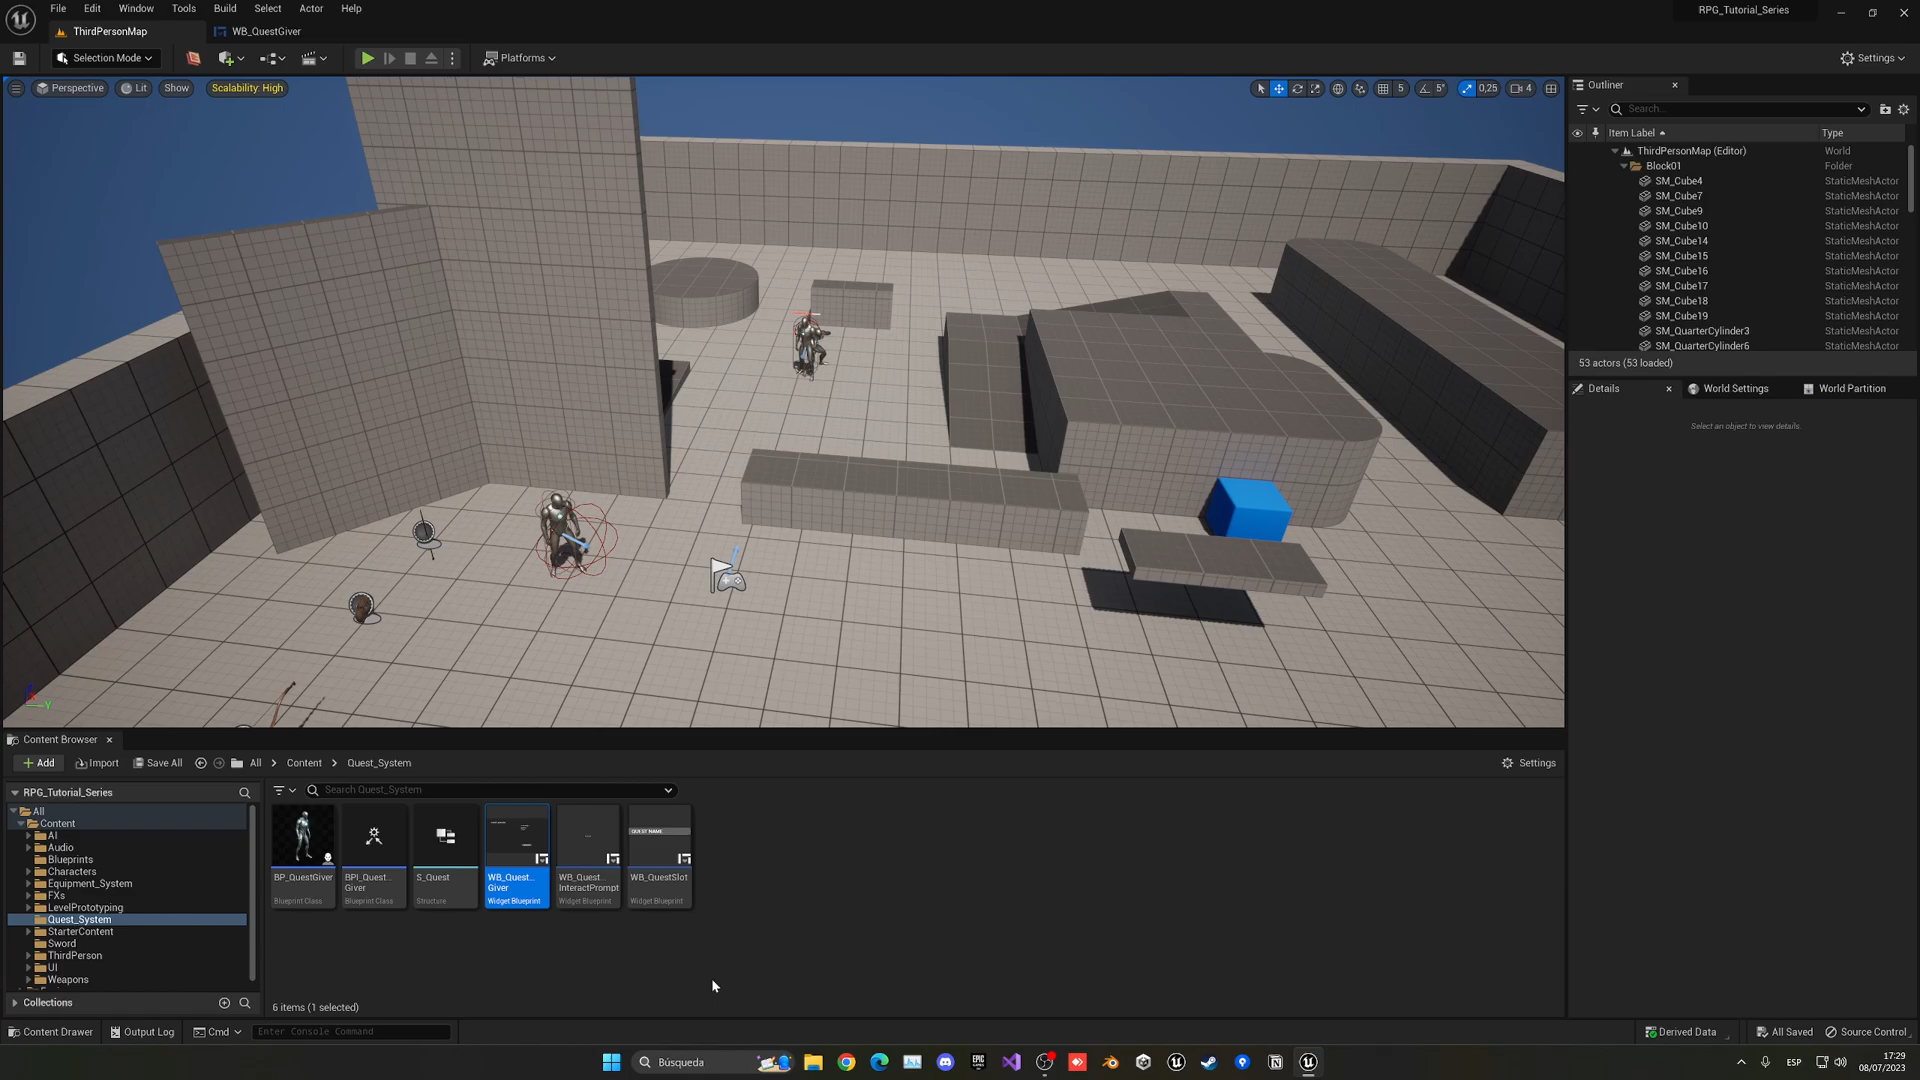 File Edit Window Tools Build Select Actor Help
RPG_Tutorial_Series
ThirdPersonMap WB_QuestGiver
Selection Mode Platforms Settings
Perspective Lit Show Scalability: High 5 5° 0,25 4
Outliner
Search...
Item Label Type
ThirdPersonMap (Editor) World
Block01 Folder
SM_Cube4 StaticMeshActor
SM_Cube7 StaticMeshActor
SM_Cube9 StaticMeshActor
SM_Cube10 StaticMeshActor
SM_Cube14 StaticMeshActor
SM_Cube15 StaticMeshActor
SM_Cube16 StaticMeshActor
SM_Cube17 StaticMeshActor
SM_Cube18 StaticMeshActor
SM_Cube19 StaticMeshActor
SM_QuarterCylinder3 StaticMeshActor
SM_QuarterCylinder6 StaticMeshActor
53 actors (53 loaded)
Details World Settings World Partition
Select an object to view details.
Y
Content Browser
Add Import Save All All Content Quest_System Settings
RPG_Tutorial_Series
All
Content
AI
Audio
Blueprints
Characters
Equipment_System
FXs
LevelPrototyping
Quest_System
StarterContent
Sword
ThirdPerson
UI
Weapons
Collections
Search Quest_System
QUEST NAME
BP_QuestGiver
Blueprint Class
BPI_Quest...
Giver
Blueprint Class
S_Quest
Structure
WB_Quest...
Giver
Widget Blueprint
WB_Quest...
InteractPrompt
Widget Blueprint
WB_QuestSlot
Widget Blueprint
6 items (1 selected)
Content Drawer Output Log Cmd Enter Console Command Derived Data All Saved Source Control
Búsqueda
EPIC
GAMES
ESP
17:29
08/07/2023